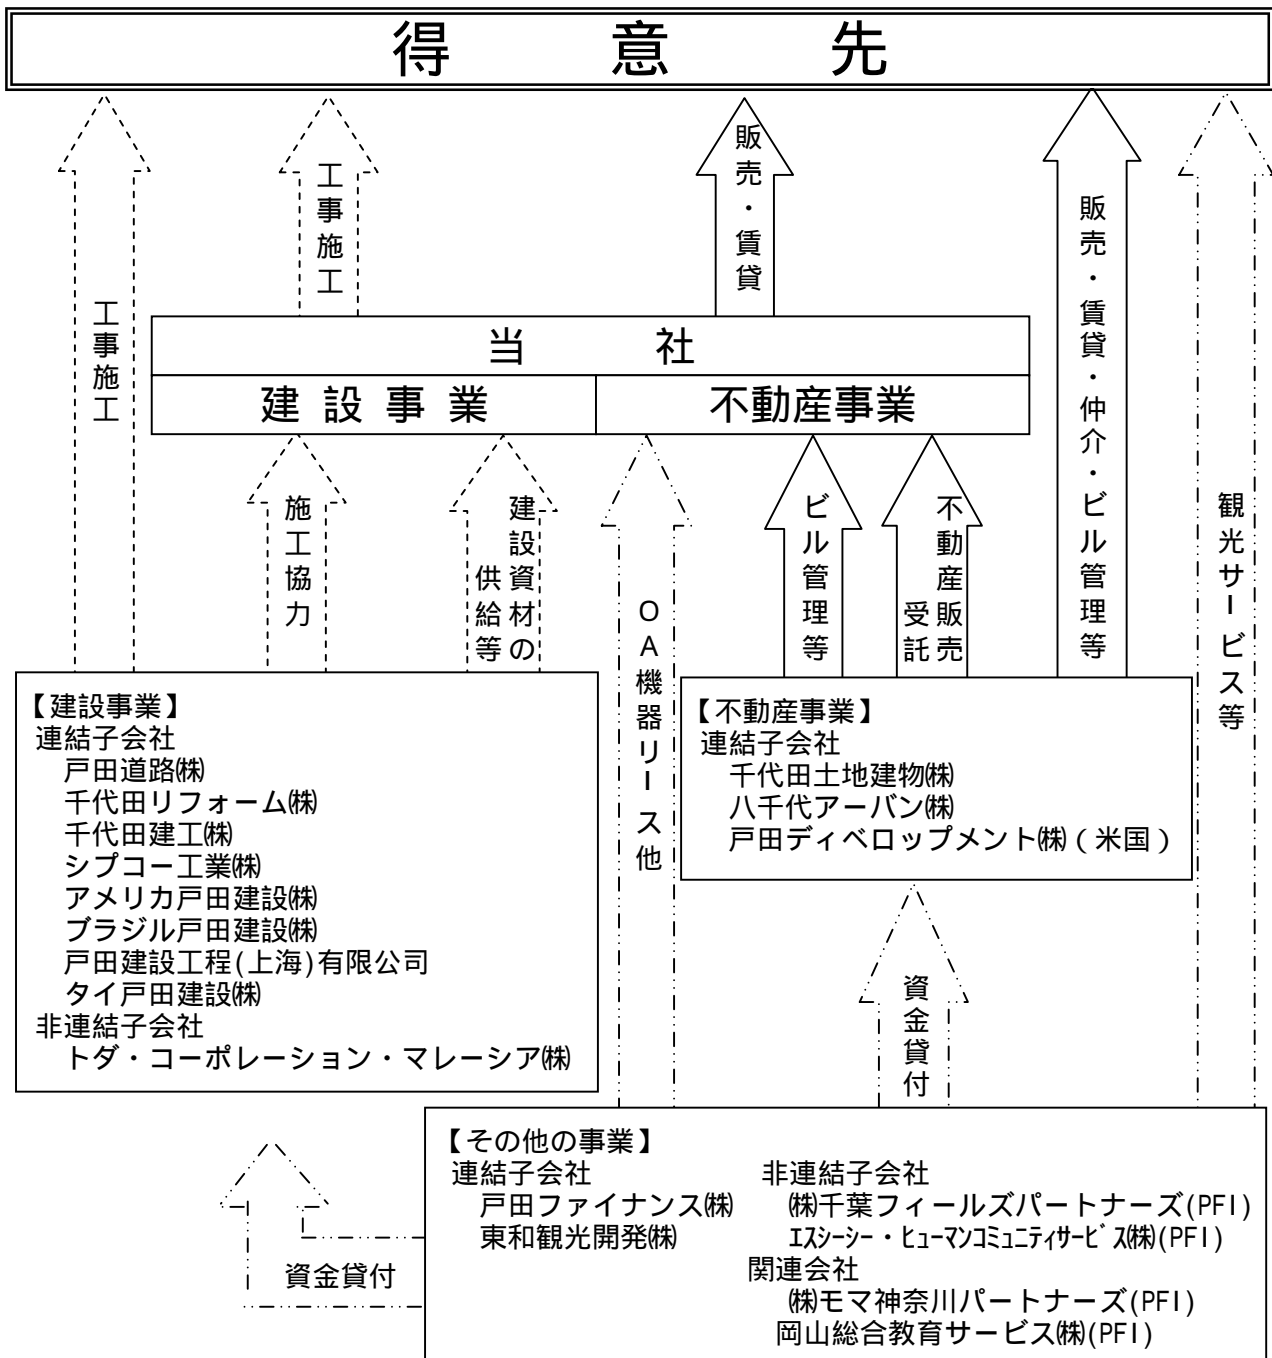 得意先
工事施工
工事施工
販売・賃貸
販売・賃貸・仲介・ビル管理等
観光サービス等
当社
建設事業
不動産事業
施工協力
建設資材の
供給等
OA機器リース他
ビル管理等
不動産販売
受託
【建設事業】
連結子会社
戸田道路㈱
千代田リフォーム㈱
千代田建工㈱
シプコー工業㈱
アメリカ戸田建設㈱
ブラジル戸田建設㈱
戸田建設工程(上海)有限公司
タイ戸田建設㈱
非連結子会社
トダ・コーポレーション・マレーシア㈱
【不動産事業】
連結子会社
千代田土地建物㈱
八千代アーバン㈱
戸田ディベロップメント㈱(米国)
資金貸付
資金貸付
【その他の事業】
連結子会社
戸田ファイナンス㈱
東和観光開発㈱
非連結子会社
㈱千葉フィールズパートナーズ(PFI)
エスシーシー・ヒューマンコミュニティサービス㈱(PFI)
関連会社
㈱モマ神奈川パートナーズ(PFI)
岡山総合教育サービス㈱(PFI)